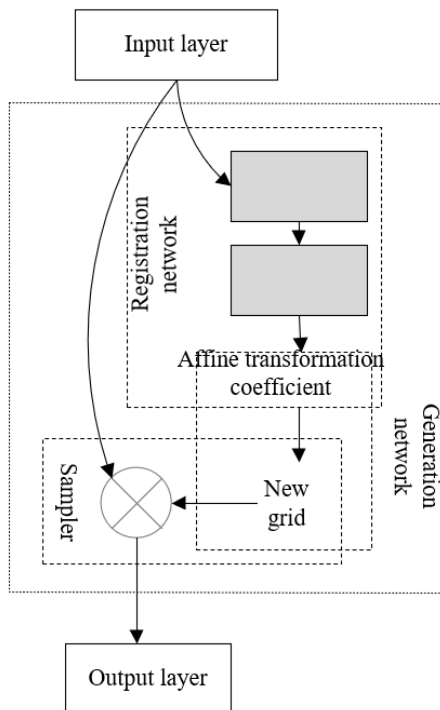 Input layer
Registration
network
Affine transformation
coefficient
Generation
network
Sampler
New
grid
Output layer